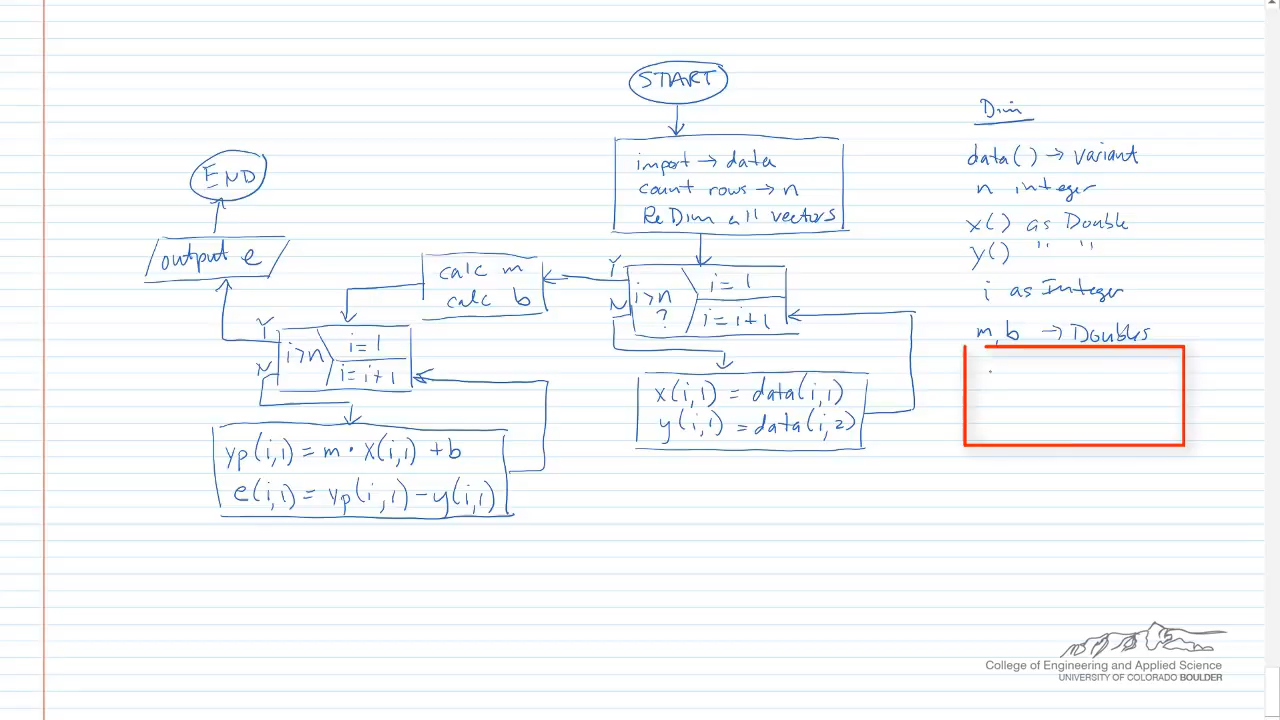 START
import → data
count rows → n
ReDim all vectors
i>n
?
i=1
i=i+1
Y
N
x(i,1) = data(i,1)
y(i,1) = data(i,2)
calc m
calc b
i>n
i=1
i=i+1
Y
N
yp(i,1) = m · x(i,1) + b
e(i,1) = yp(i,1) - y(i,1)
output e
END
Dim
data() → variant
n integer
x() as Double
y() " "
i as Integer
m,b → Doubles
College of Engineering and Applied Science
UNIVERSITY OF COLORADO BOULDER